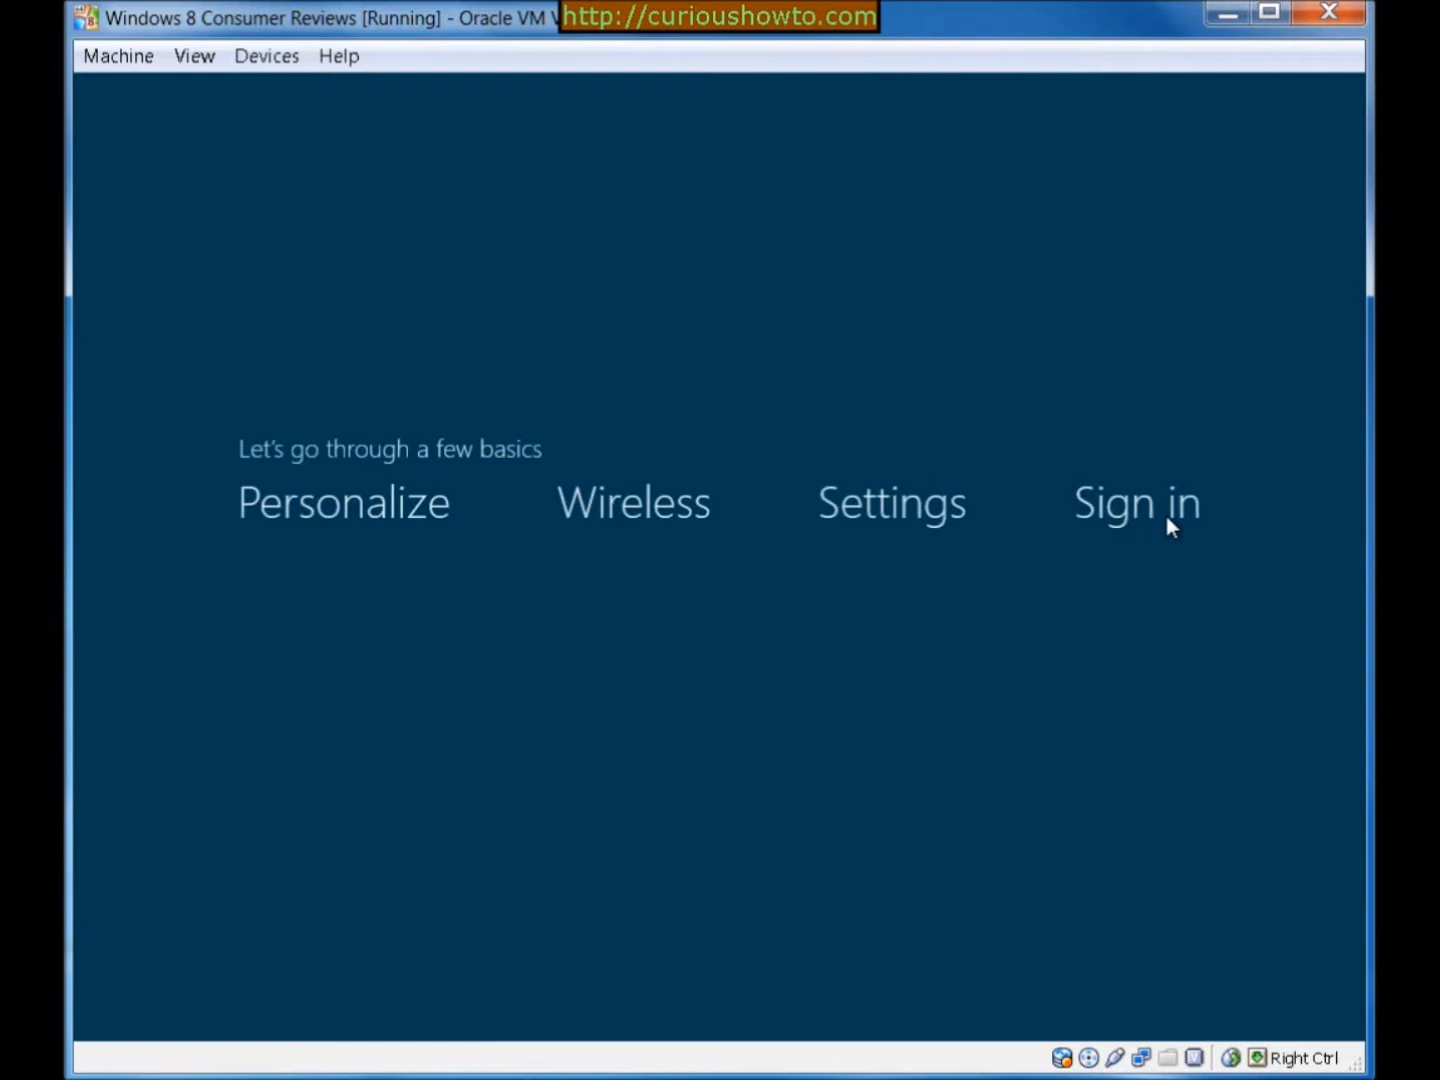 Windows 8 Consumer Reviews [Running] - Oracle VM
http://curioushowto.com
Machine View Devices Help
Let's go through a few basics
Personalize Wireless Settings Sign in
Right Ctrl